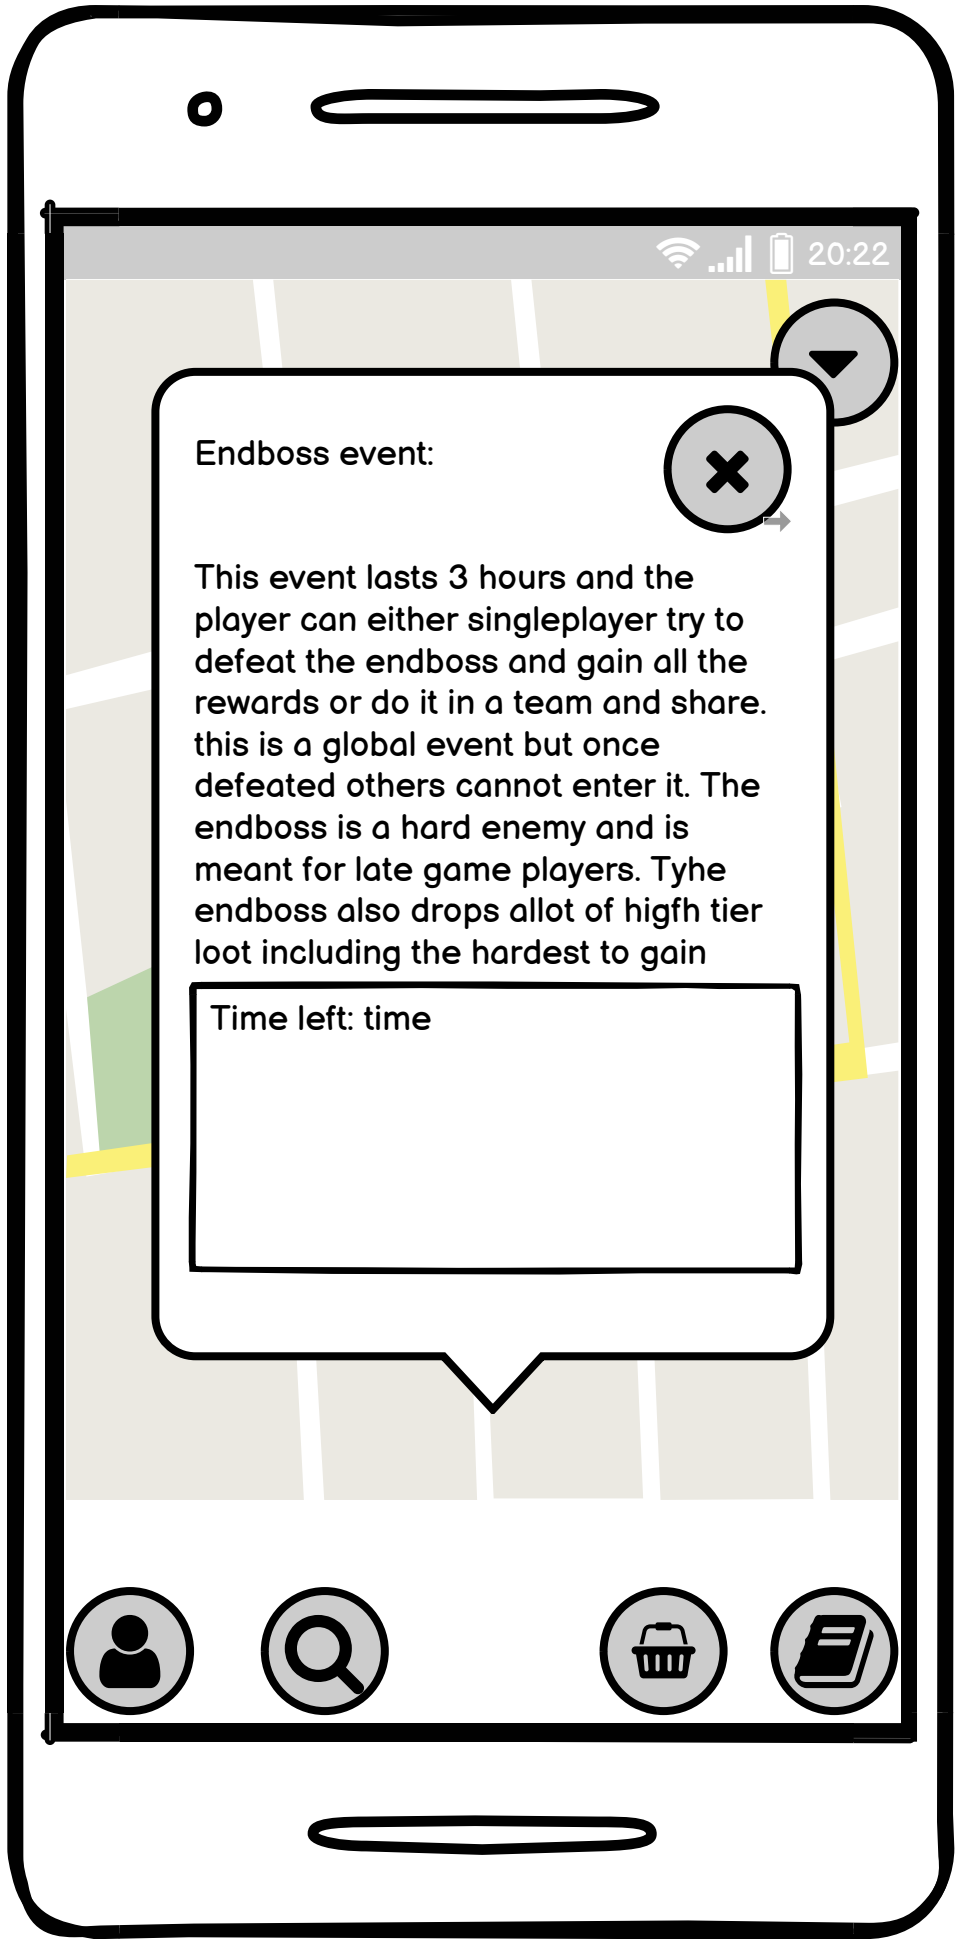 20:22
Endboss event:
This event lasts 3 hours and the
player can either singleplayer try to
defeat the endboss and gain all the
rewards or do it in a team and share.
this is a global event but once
defeated others cannot enter it. The
endboss is a hard enemy and is
meant for late game players. Tyhe
endboss also drops allot of higfh tier
loot including the hardest to gain
Time left: time